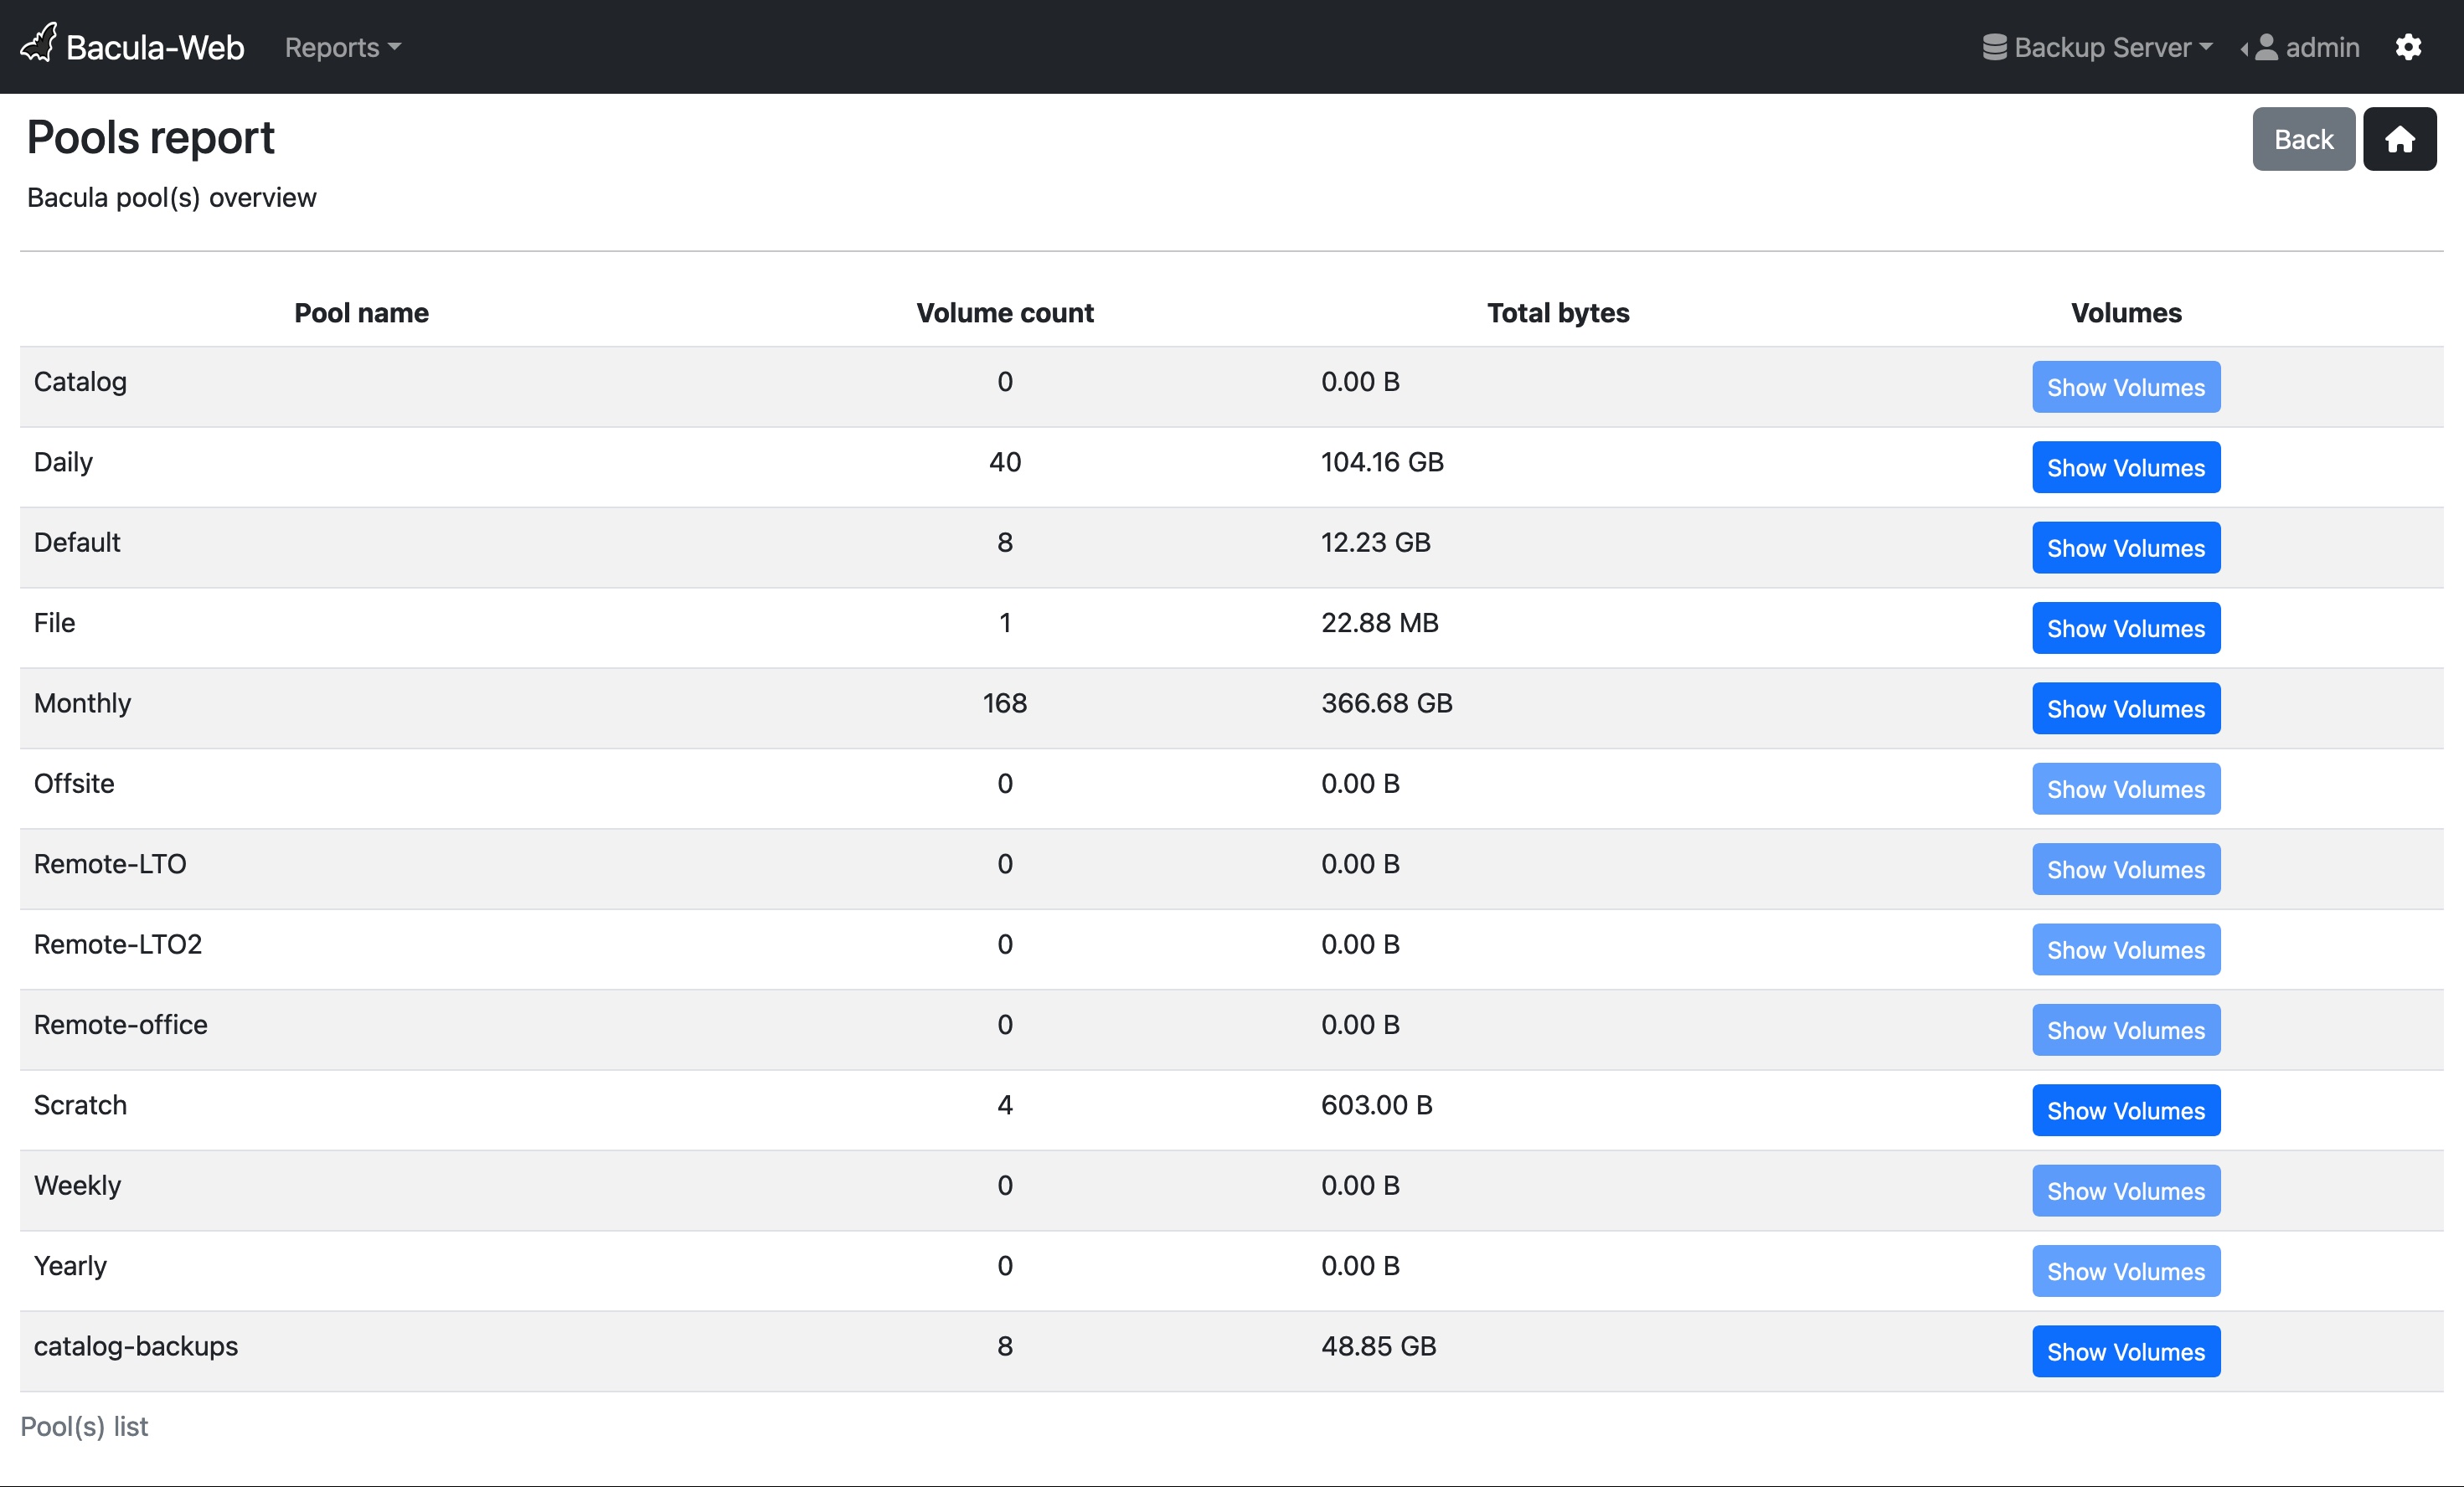 Bacula-Web Reports Backup Server admin
Pools report Back
Bacula pool(s) overview
Pool name Volume count Total bytes Volumes
Catalog 0 0.00 B Show Volumes
Daily 40 104.16 GB Show Volumes
Default 8 12.23 GB Show Volumes
File 1 22.88 MB Show Volumes
Monthly 168 366.68 GB Show Volumes
Offsite 0 0.00 B Show Volumes
Remote-LTO 0 0.00 B Show Volumes
Remote-LTO2 0 0.00 B Show Volumes
Remote-office 0 0.00 B Show Volumes
Scratch 4 603.00 B Show Volumes
Weekly 0 0.00 B Show Volumes
Yearly 0 0.00 B Show Volumes
catalog-backups 8 48.85 GB Show Volumes
Pool(s) list